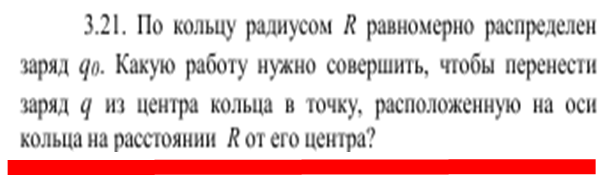 3.21. По кольцу радиусом R равномерно распределен
заряд q₀. Какую работу нужно совершить, чтобы перенести
заряд q из центра кольца в точку, расположенную на оси
кольца на расстоянии R от его центра?